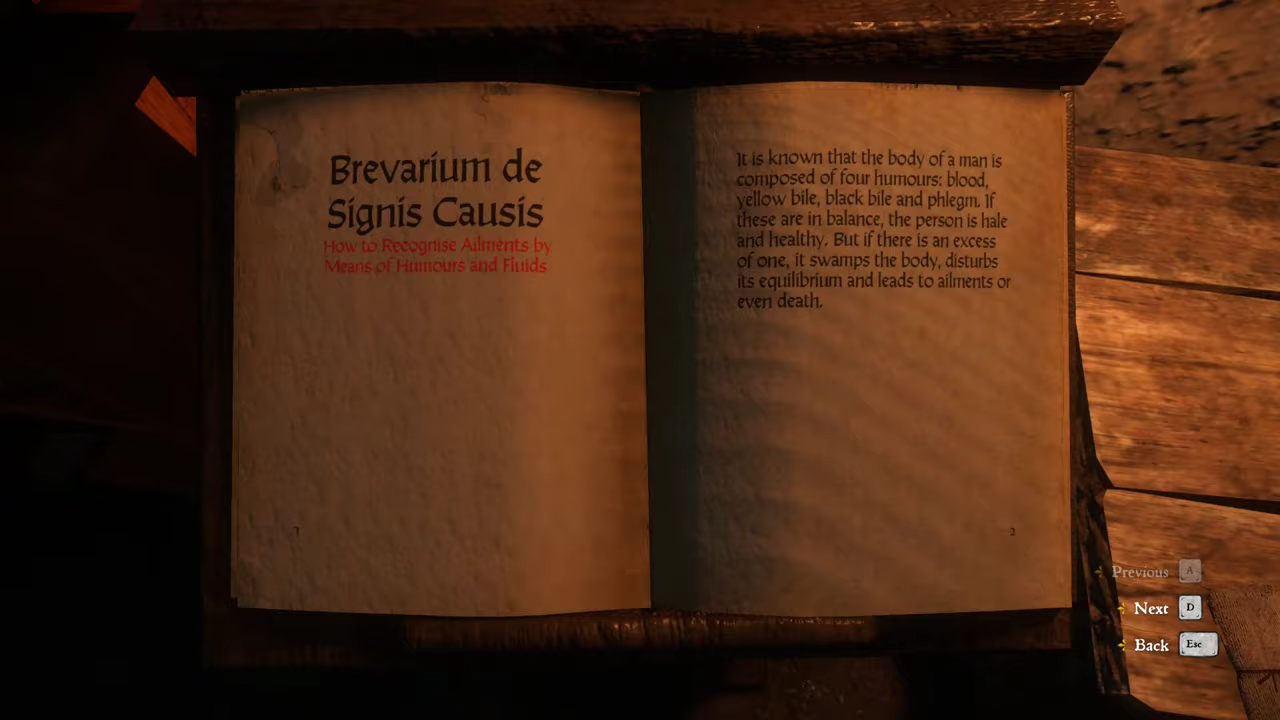 Brevarium de
Signis Causis
How to Recognise Ailments by
Means of Humours and Fluids
1
It is known that the body of a man is
composed of four humours: blood,
yellow bile, black bile and phlegm. If
these are in balance, the person is hale
and healthy. But if there is an excess
of one, it swamps the body, disturbs
its equilibrium and leads to ailments or
even death.
2
Previous A
Next D
Back Esc